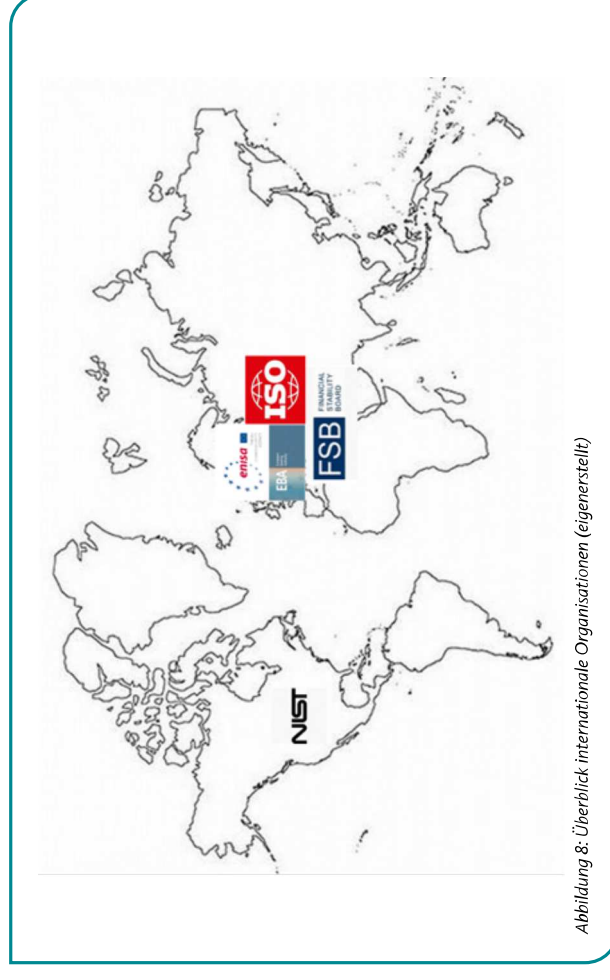 NIST
enisa
EBA
ISO
FSB
FINANCIAL
STABILITY
BOARD
Abbildung 8: Überblick internationale Organisationen (eigenerstellt)